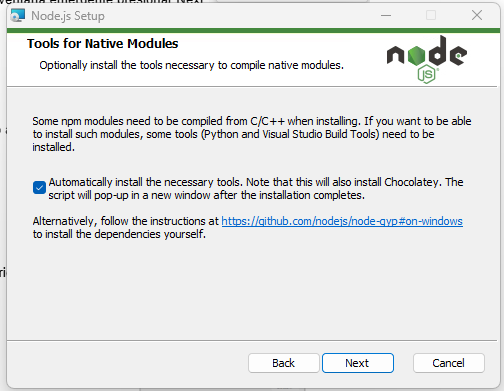 ventana emergente presional Next
Node.js Setup
Tools for Native Modules
Optionally install the tools necessary to compile native modules.
node
JS
Some npm modules need to be compiled from C/C++ when installing. If you want to be able
to install such modules, some tools (Python and Visual Studio Build Tools) need to be
installed.
Automatically install the necessary tools. Note that this will also install Chocolatey. The
script will pop-up in a new window after the installation completes.
Alternatively, follow the instructions at https://github.com/nodejs/node-gyp#on-windows
to install the dependencies yourself.
Back
Next
Cancel